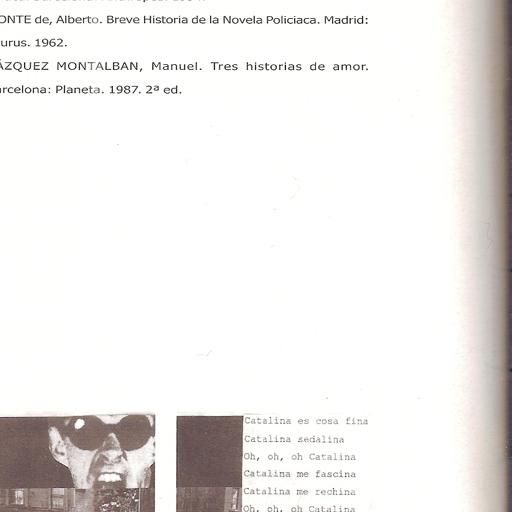 ONTE de, Alberto. Breve Historia de la Novela Policiaca. Madrid:
urus. 1962.
ÁZQUEZ MONTALBAN, Manuel. Tres historias de amor.
rcelona: Planeta. 1987. 2ª ed.
Catalina es cosa fina
Catalina sedalina
Oh, oh, oh Catalina
Catalina me fascina
Catalina me rechina
Oh, oh, oh Catalina